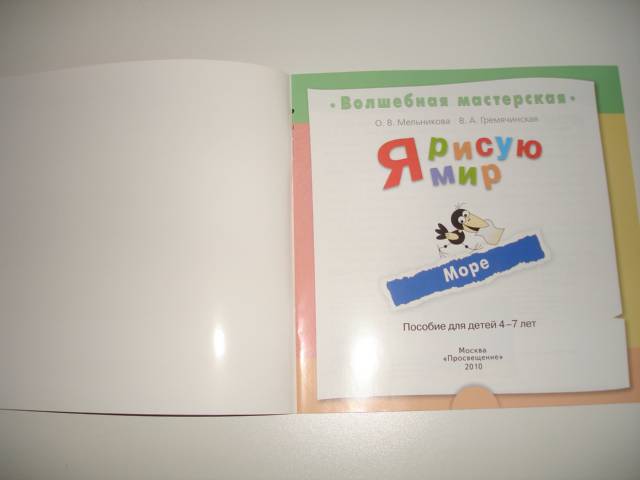 • Волшебная мастерская •
О. В. Мельникова В. А. Гремячинская
Я рисую
мир
Море
Пособие для детей 4–7 лет
Москва
«Просвещение»
2010